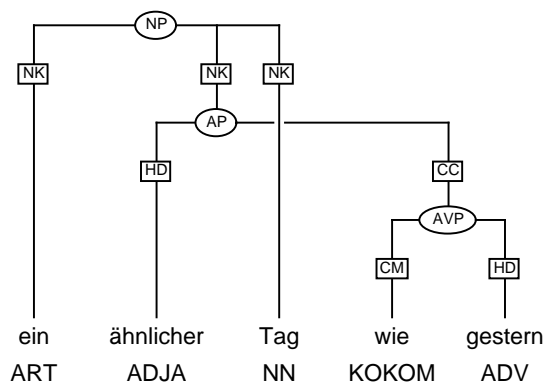 NP
NK NK NK
AP
HD CC
AVP
CM HD
ein ähnlicher Tag wie gestern
ART ADJA NN KOKOM ADV